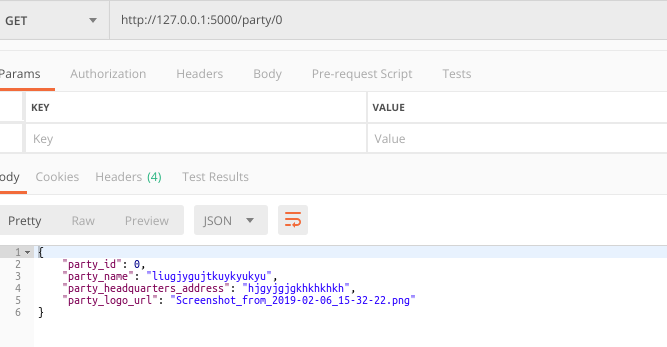 GET http://127.0.0.1:5000/party/0
Params Authorization Headers Body Pre-request Script Tests
KEY VALUE
Key Value
ody Cookies Headers (4) Test Results
Pretty Raw Preview JSON
1 {
2 "party_id": 0,
3 "party_name": "liugjygujtkuykyukyu",
4 "party_headquarters_address": "hjgyjgjgkhkhkhkh",
5 "party_logo_url": "Screenshot_from_2019-02-06_15-32-22.png"
6 }